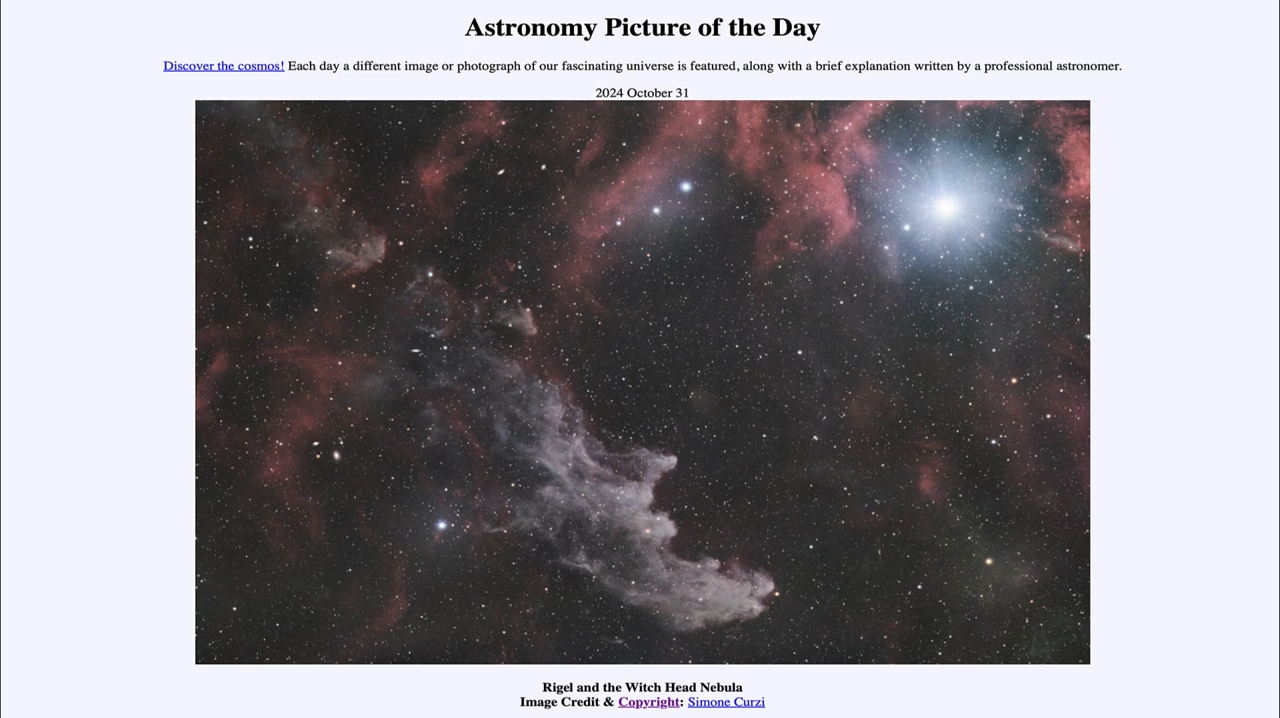 Astronomy Picture of the Day
Discover the cosmos! Each day a different image or photograph of our fascinating universe is featured, along with a brief explanation written by a professional astronomer.
2024 October 31
Rigel and the Witch Head Nebula
Image Credit & Copyright: Simone Curzi